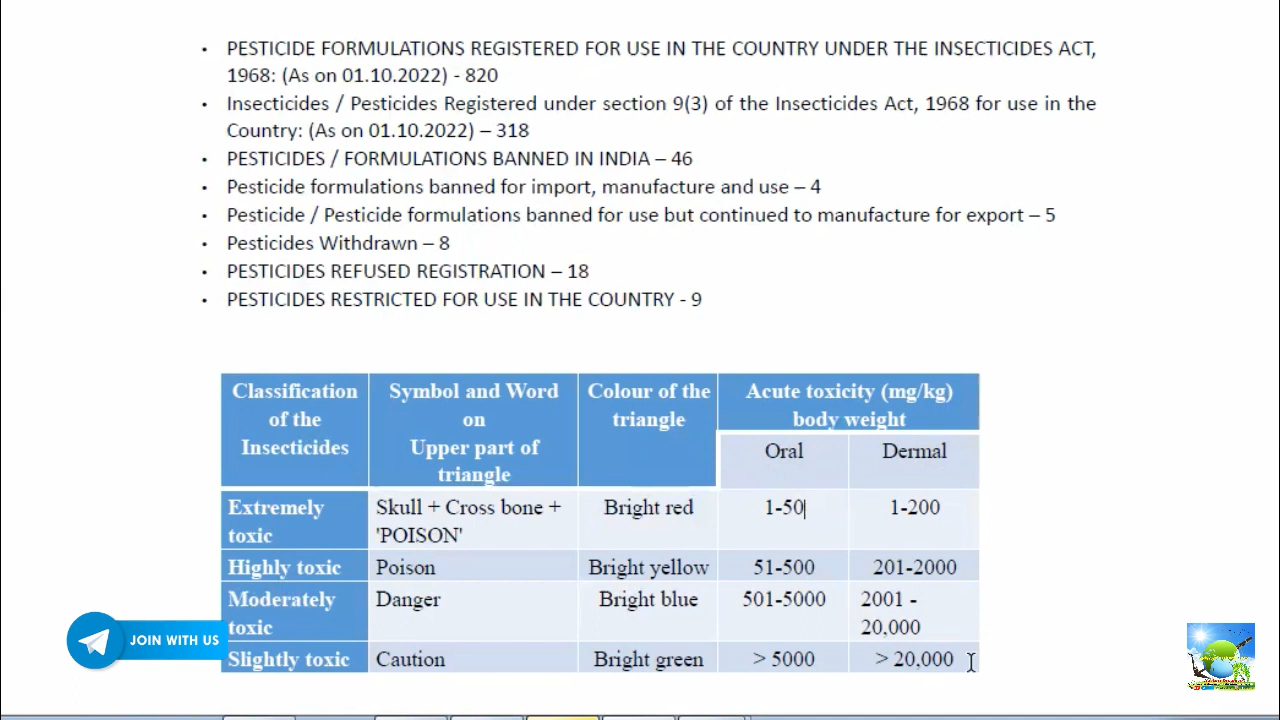 • PESTICIDE FORMULATIONS REGISTERED FOR USE IN THE COUNTRY UNDER THE INSECTICIDES ACT,
1968: (As on 01.10.2022) - 820
• Insecticides / Pesticides Registered under section 9(3) of the Insecticides Act, 1968 for use in the
Country: (As on 01.10.2022) – 318
• PESTICIDES / FORMULATIONS BANNED IN INDIA – 46
• Pesticide formulations banned for import, manufacture and use – 4
• Pesticide / Pesticide formulations banned for use but continued to manufacture for export – 5
• Pesticides Withdrawn – 8
• PESTICIDES REFUSED REGISTRATION – 18
• PESTICIDES RESTRICTED FOR USE IN THE COUNTRY - 9
Classification
of the
Insecticides
Symbol and Word
on
Upper part of
triangle
Colour of the
triangle
Acute toxicity (mg/kg)
body weight
Oral
Dermal
Extremely
toxic
Skull + Cross bone +
'POISON'
Bright red
1-50
1-200
Highly toxic
Poison
Bright yellow
51-500
201-2000
Moderately
toxic
Danger
Bright blue
501-5000
2001 -
20,000
Slightly toxic
Caution
Bright green
> 5000
> 20,000
JOIN WITH US